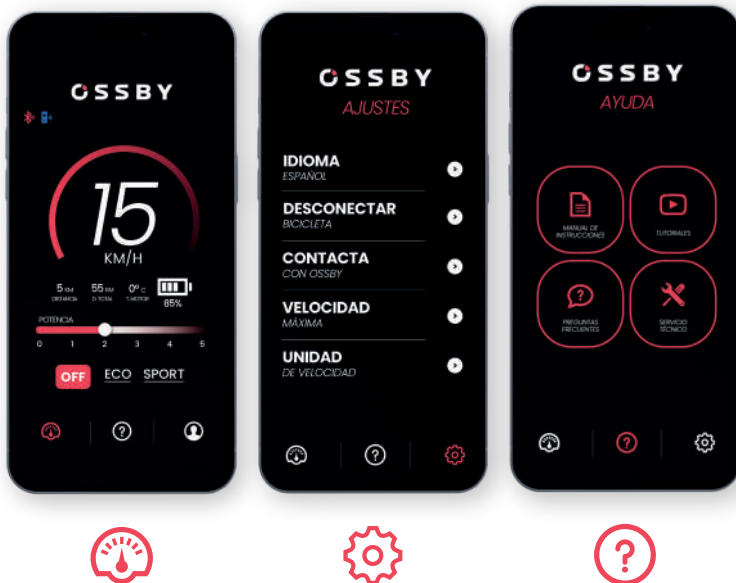 OSSBY
15
KM/H
5 KM
DISTANCIA
55 KM
D.TOTAL
0º C
T.MOTOR
85%
POTENCIA
0 1 2 3 4 5
OFF ECO SPORT
?
OSSBY
AJUSTES
IDIOMA
ESPAÑOL
DESCONECTAR
BICICLETA
CONTACTA
CON OSSBY
VELOCIDAD
MÁXIMA
UNIDAD
DE VELOCIDAD
?
OSSBY
AYUDA
MANUAL DE
INSTRUCCIONES
TUTORIALES
?
PREGUNTAS
FRECUENTES
SERVICIO
TÉCNICO
?
?